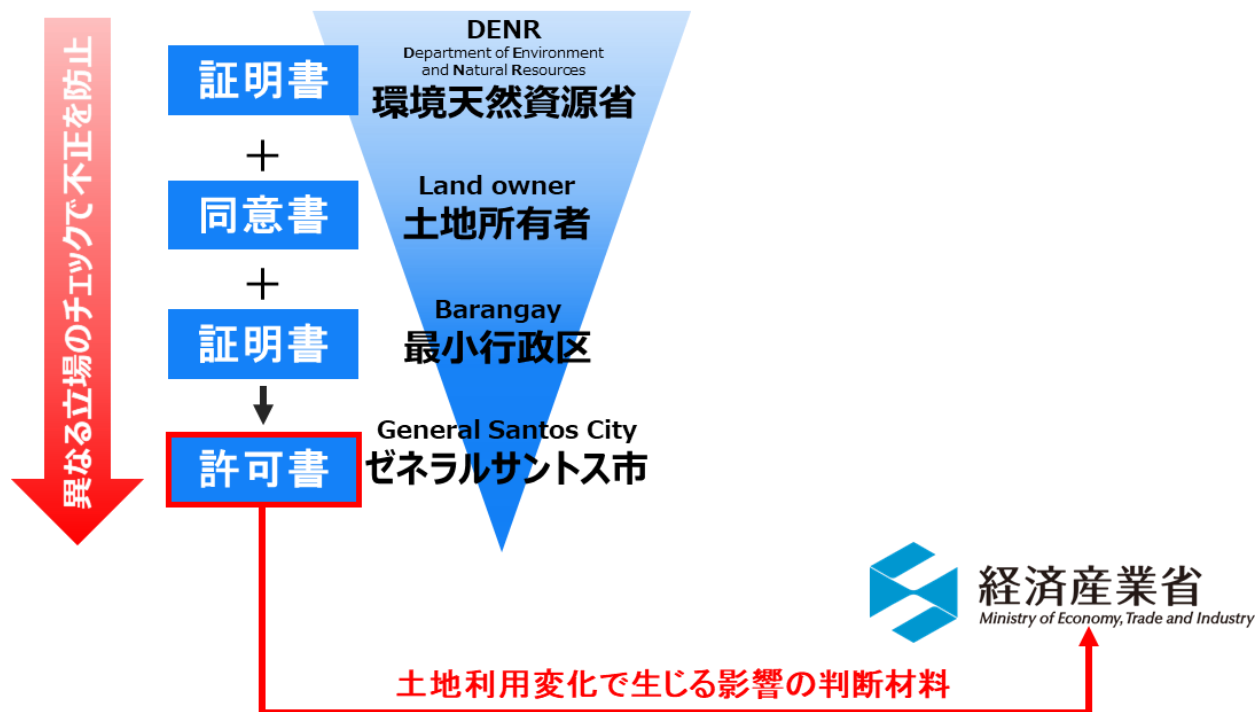 異なる立場のチェックで不正を防止
証明書
DENR
Department of Environment
and Natural Resources
環境天然資源省
+
同意書
Land owner
土地所有者
+
証明書
Barangay
最小行政区
許可書
General Santos City
ゼネラルサントス市
経済産業省
Ministry of Economy, Trade and Industry
土地利用変化で生じる影響の判断材料